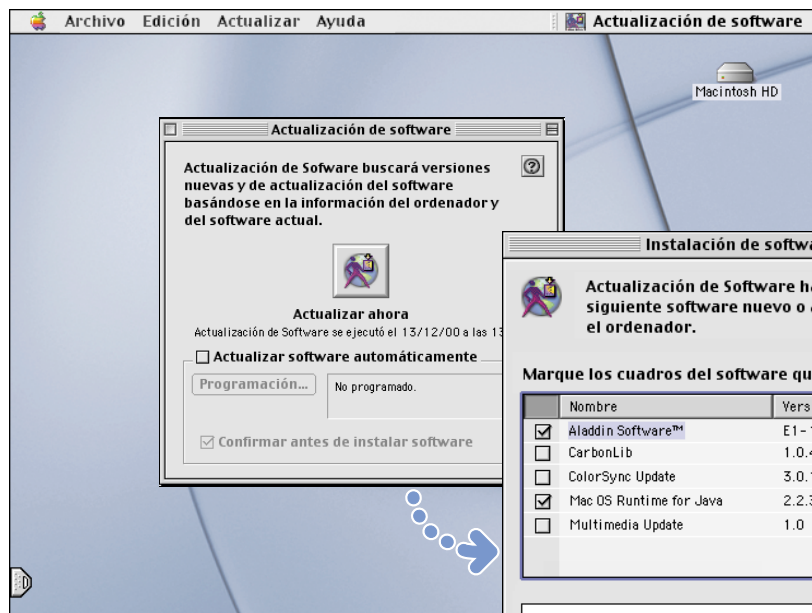 Archivo Edición Actualizar Ayuda
Actualización de software
Macintosh HD
Actualización de software
Actualización de Sofware buscará versiones
nuevas y de actualización del software
basándose en la información del ordenador y
del software actual.
Actualizar ahora
Actualización de Software se ejecutó el 13/12/00 a las 13
Actualizar software automáticamente
Programación...
No programado.
Confirmar antes de instalar software
Instalación de softwa
Actualización de Software ha
siguiente software nuevo o a
el ordenador.
Marque los cuadros del software qu
Nombre Vers
Aladdin Software™ E1-1
CarbonLib 1.0.4
ColorSync Update 3.0.1
Mac OS Runtime for Java 2.2.3
Multimedia Update 1.0